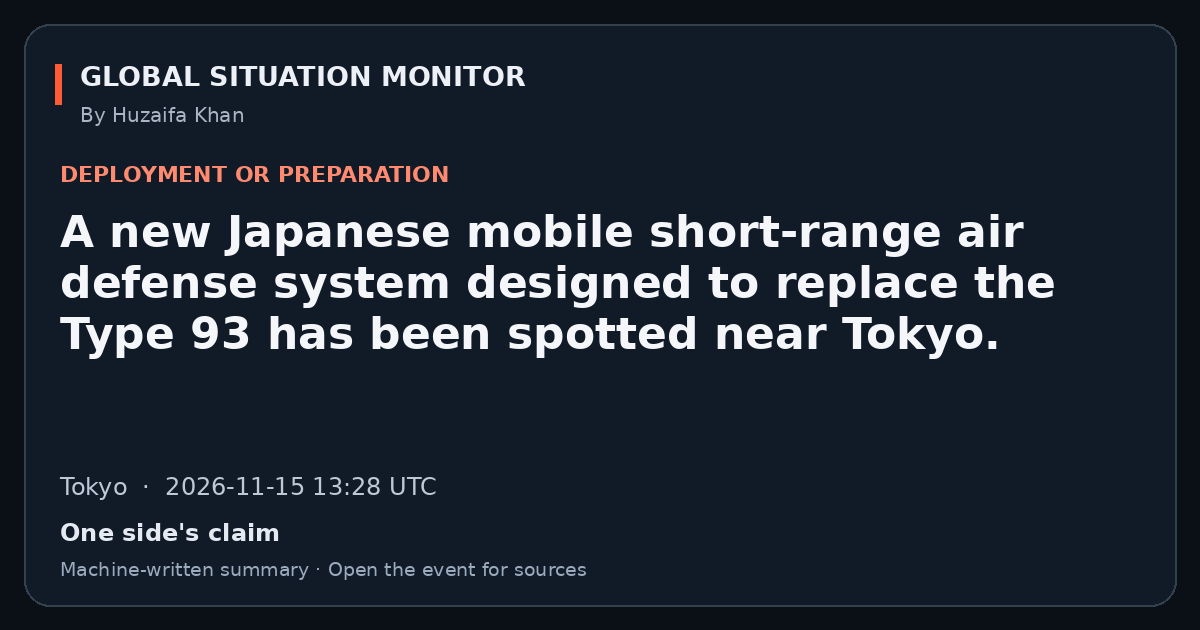 GLOBAL SITUATION MONITOR
By Huzaifa Khan
DEPLOYMENT OR PREPARATION
A new Japanese mobile short-range air
defense system designed to replace the
Type 93 has been spotted near Tokyo.
Tokyo · 2026-11-15 13:28 UTC
One side's claim
Machine-written summary · Open the event for sources